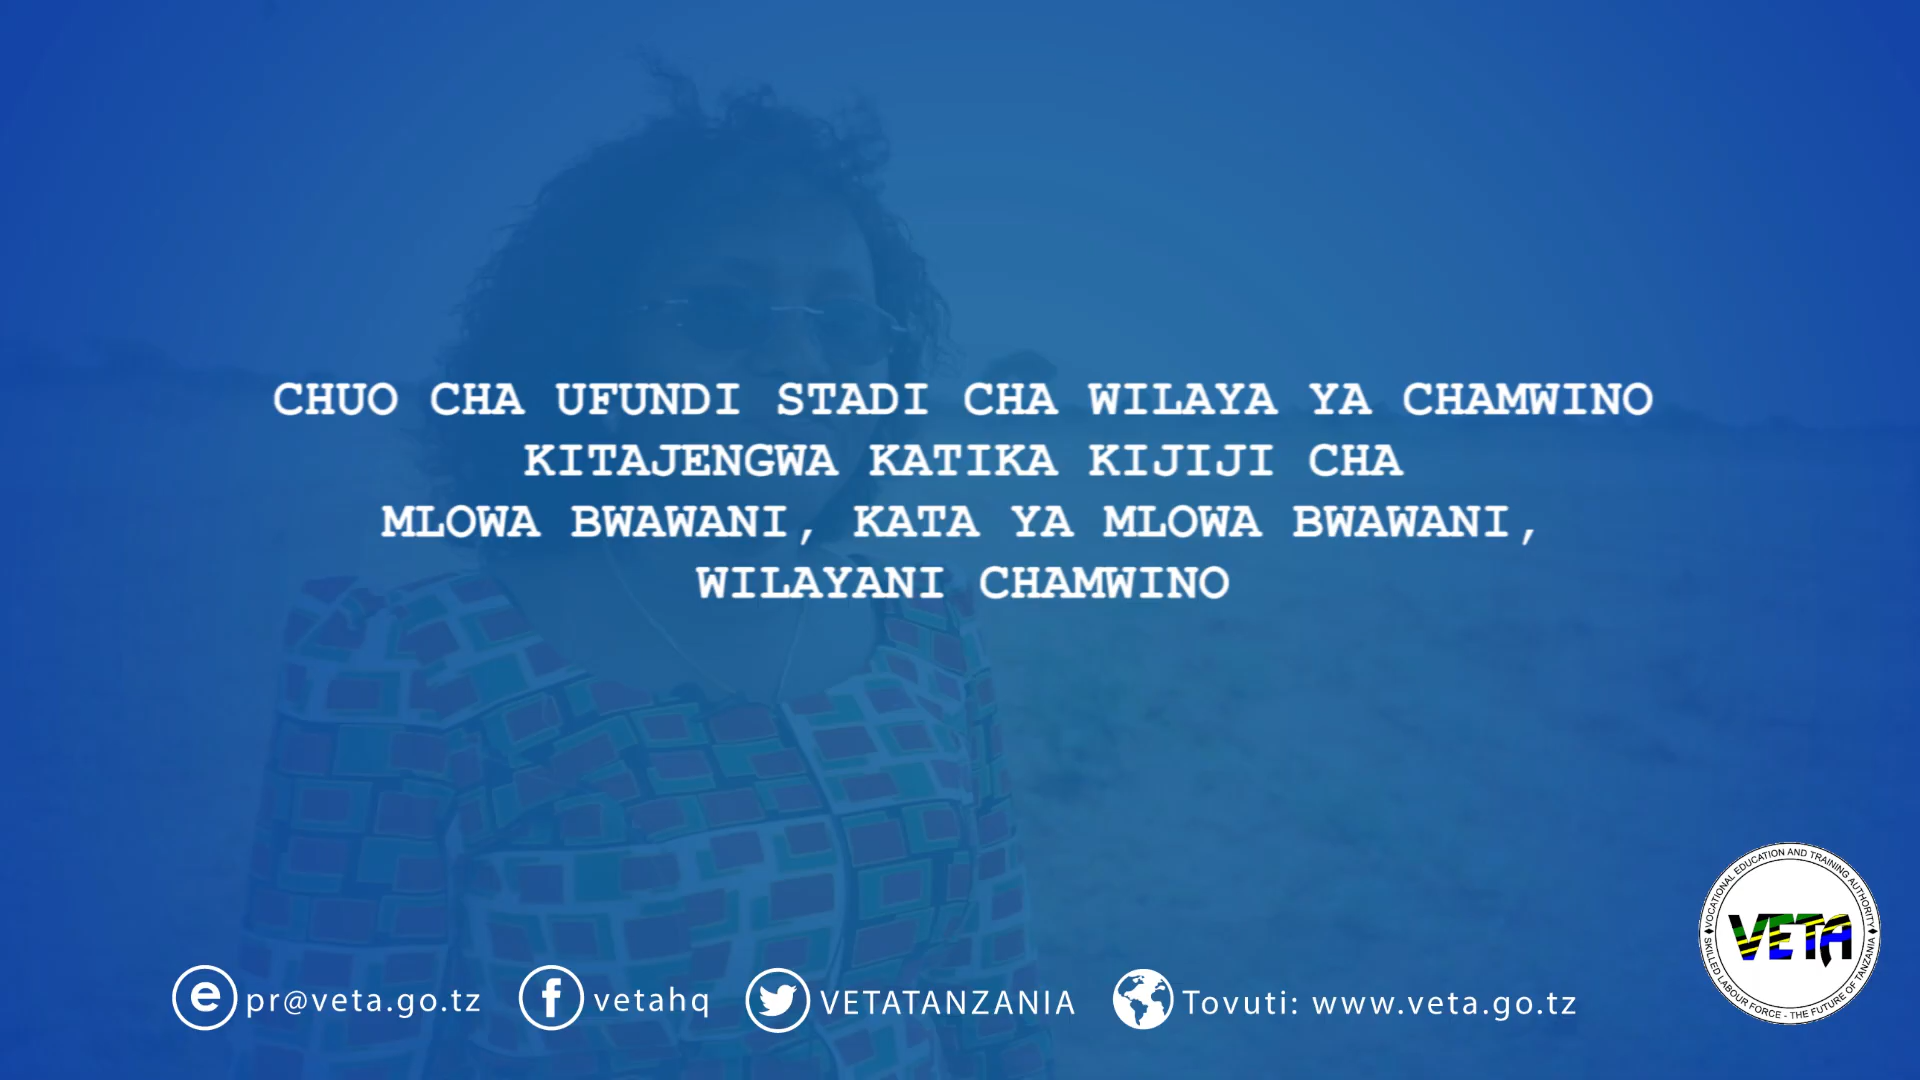 CHUO CHA UFUNDI STADI CHA WILAYA YA CHAMWINO
KITAJENGWA KATIKA KIJIJI CHA
MLOWA BWAWANI, KATA YA MLOWA BWAWANI,
WILAYANI CHAMWINO
VOCATIONAL EDUCATION AND TRAINING AUTHORITY
VETA
SKILLED LABOUR FORCE - THE FUTURE OF TANZANIA
e pr@veta.go.tz f vetahq VETATANZANIA Tovuti: www.veta.go.tz